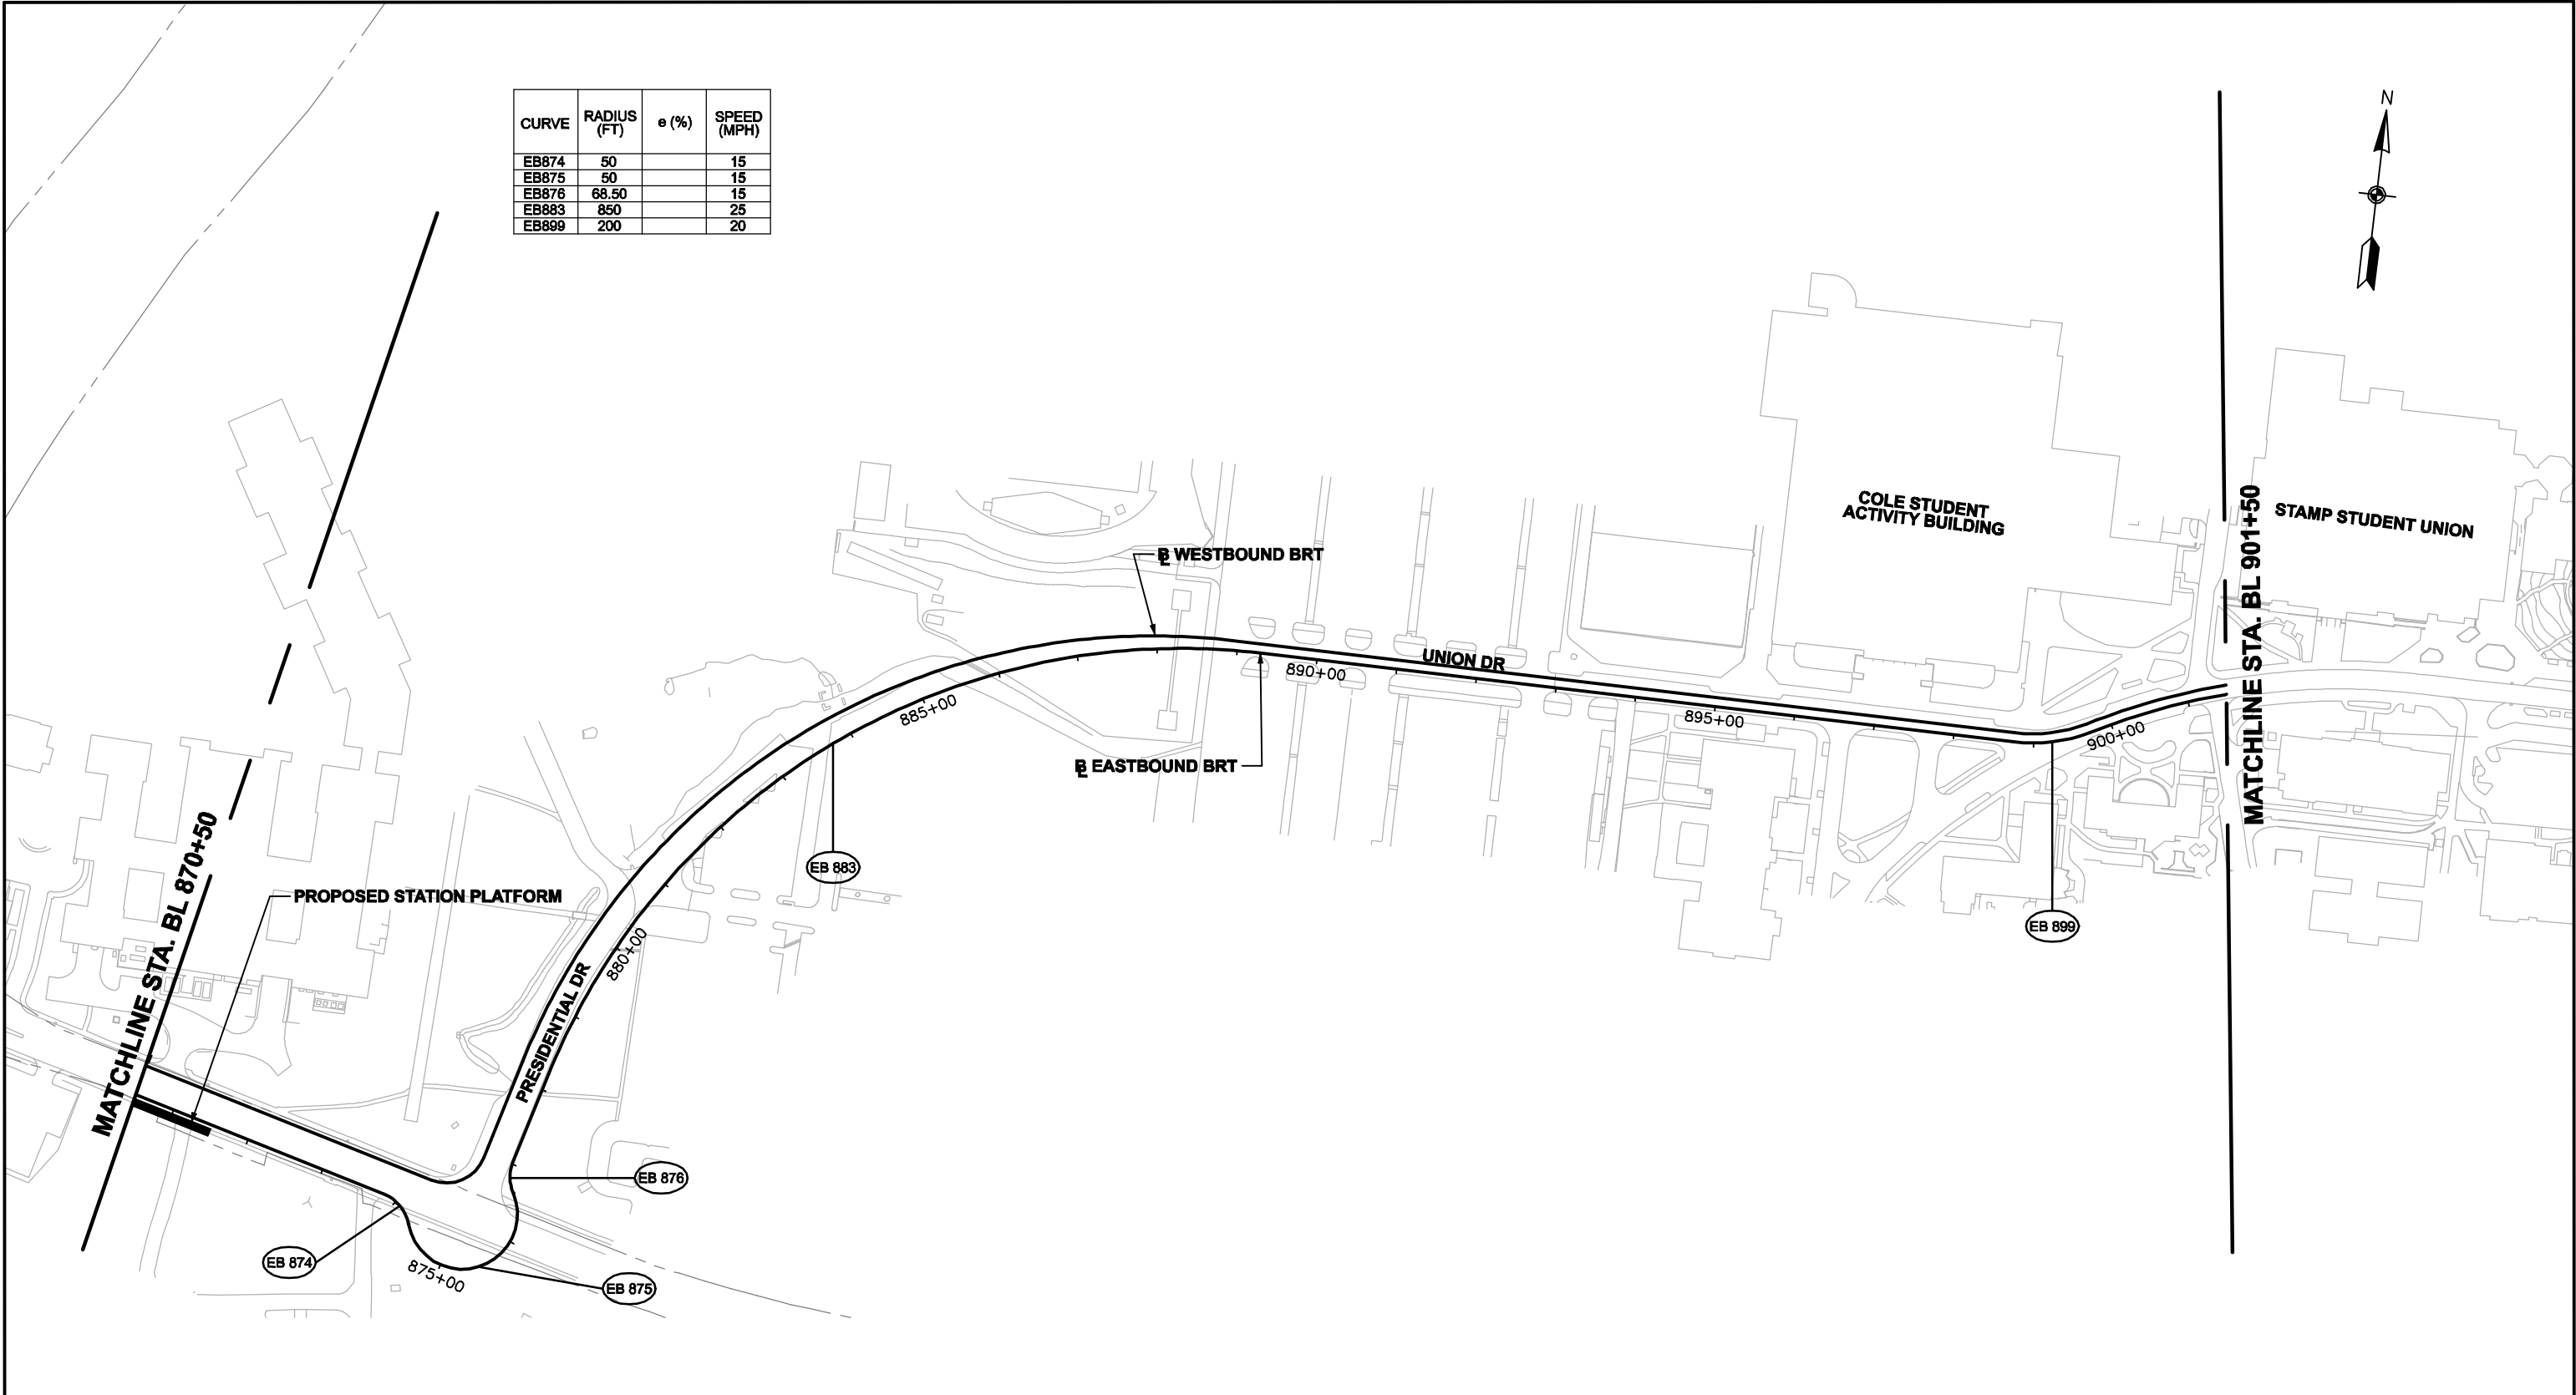 CURVE RADIUS (FT) e (%) SPEED (MPH)
EB874 50 15
EB875 50 15
EB876 68.50 15
EB883 850 25
EB899 200 20
N
COLE STUDENT
ACTIVITY BUILDING
STAMP STUDENT UNION
MATCHLINE STA. BL 901+50
BL WESTBOUND BRT
UNION DR
890+00
885+00
895+00
900+00
BL EASTBOUND BRT
EB 883
EB 899
MATCHLINE STA. BL 870+50
PROPOSED STATION PLATFORM
880+00
PRESIDENTIAL DR
EB 876
EB 874
875+00
EB 875